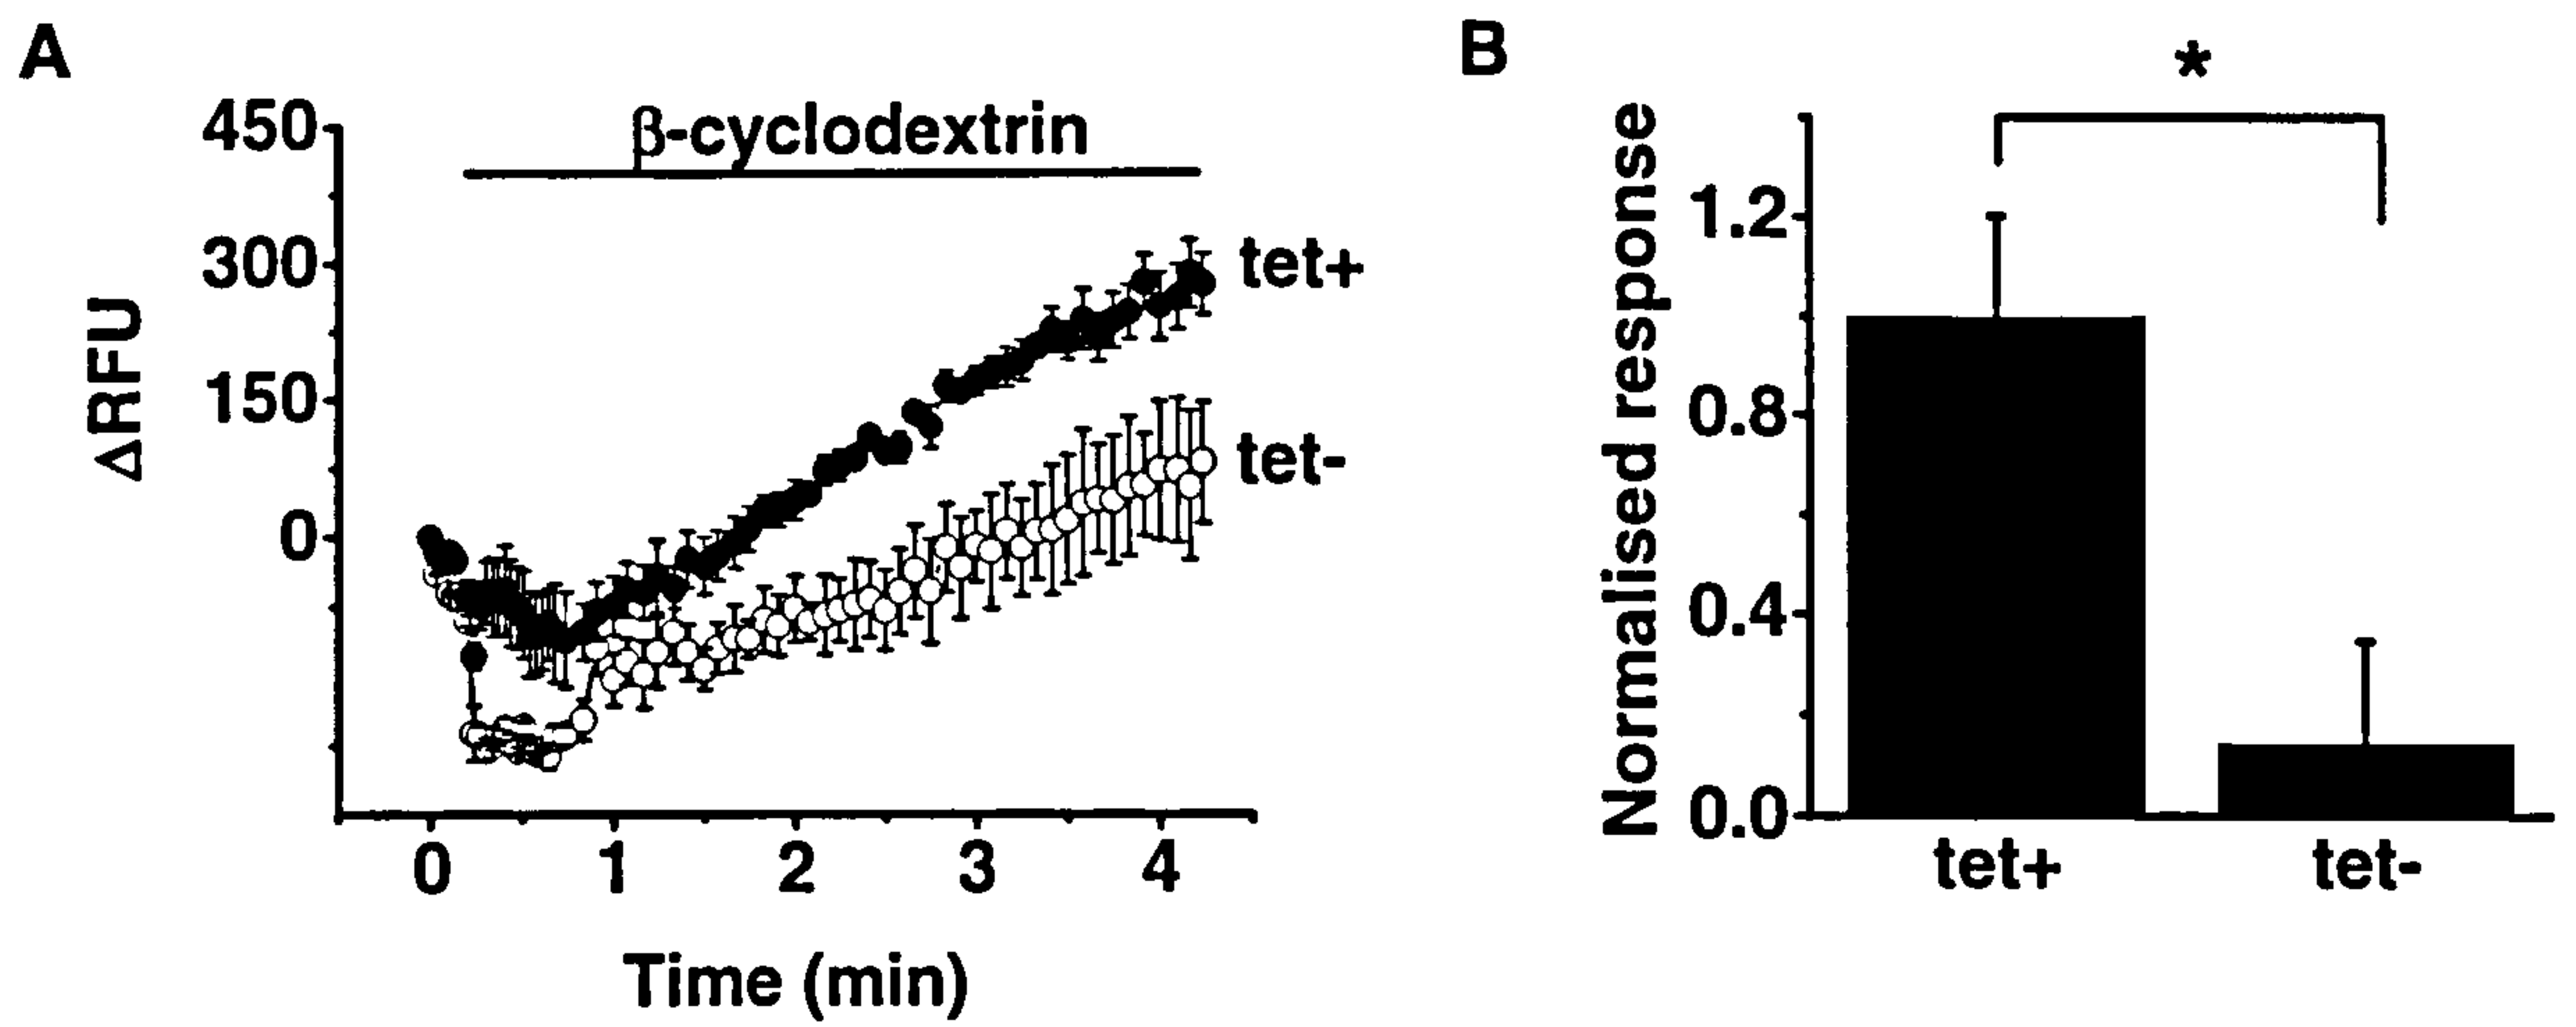 A
450
300
150
0
ΔRFU
β-cyclodextrin
tet+
tet-
0 1 2 3 4
Time (min)
B
*
Normalised response
1.2
0.8
0.4
0.0
tet+ tet-